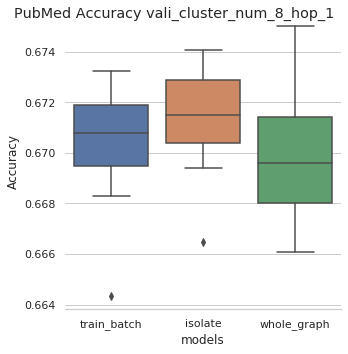 PubMed Accuracy vali_cluster_num_8_hop_1
0.674
0.672
0.670
0.668
0.666
0.664
Accuracy
train_batch
isolate
whole_graph
models